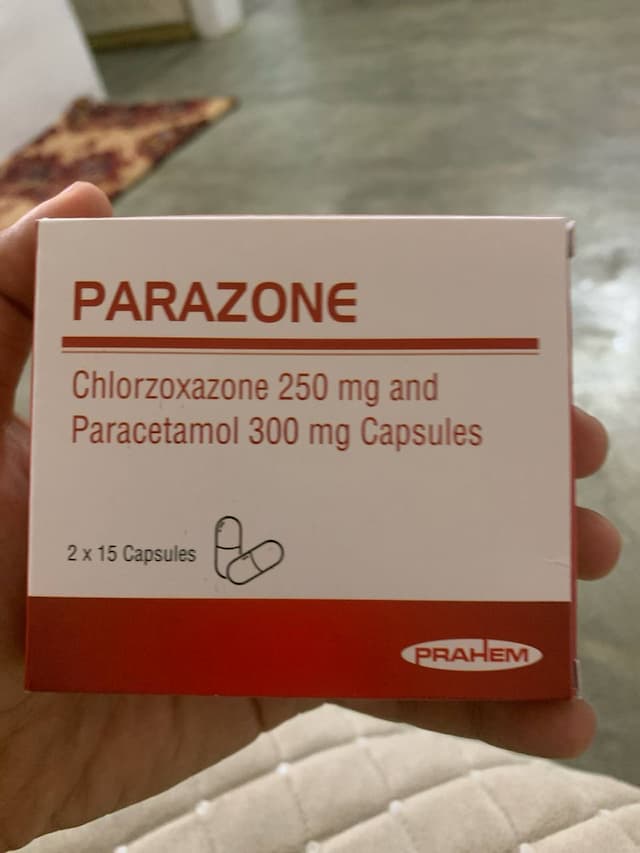 PARAZONE
Chlorzoxazone 250 mg and
Paracetamol 300 mg Capsules
2 x 15 Capsules
PRAHEM